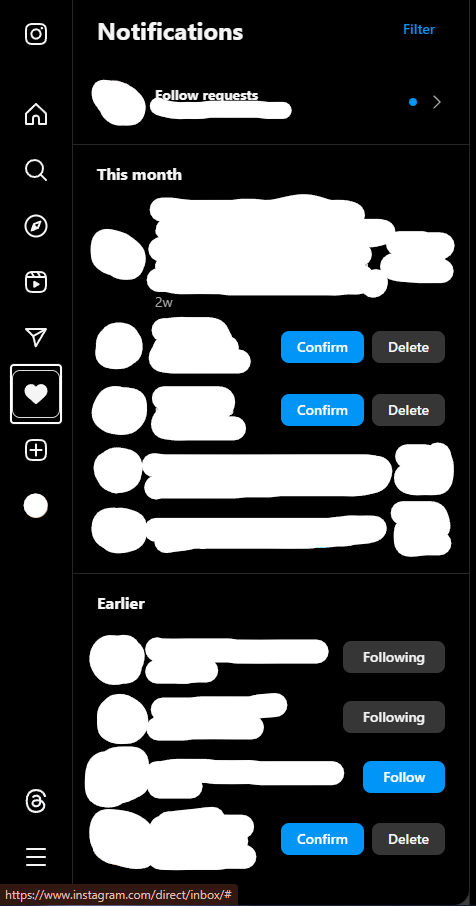 Notifications
Filter
Follow requests
This month
2w
Confirm
Delete
Confirm
Delete
Earlier
Following
Following
Follow
Confirm
Delete
https://www.instagram.com/direct/inbox/#